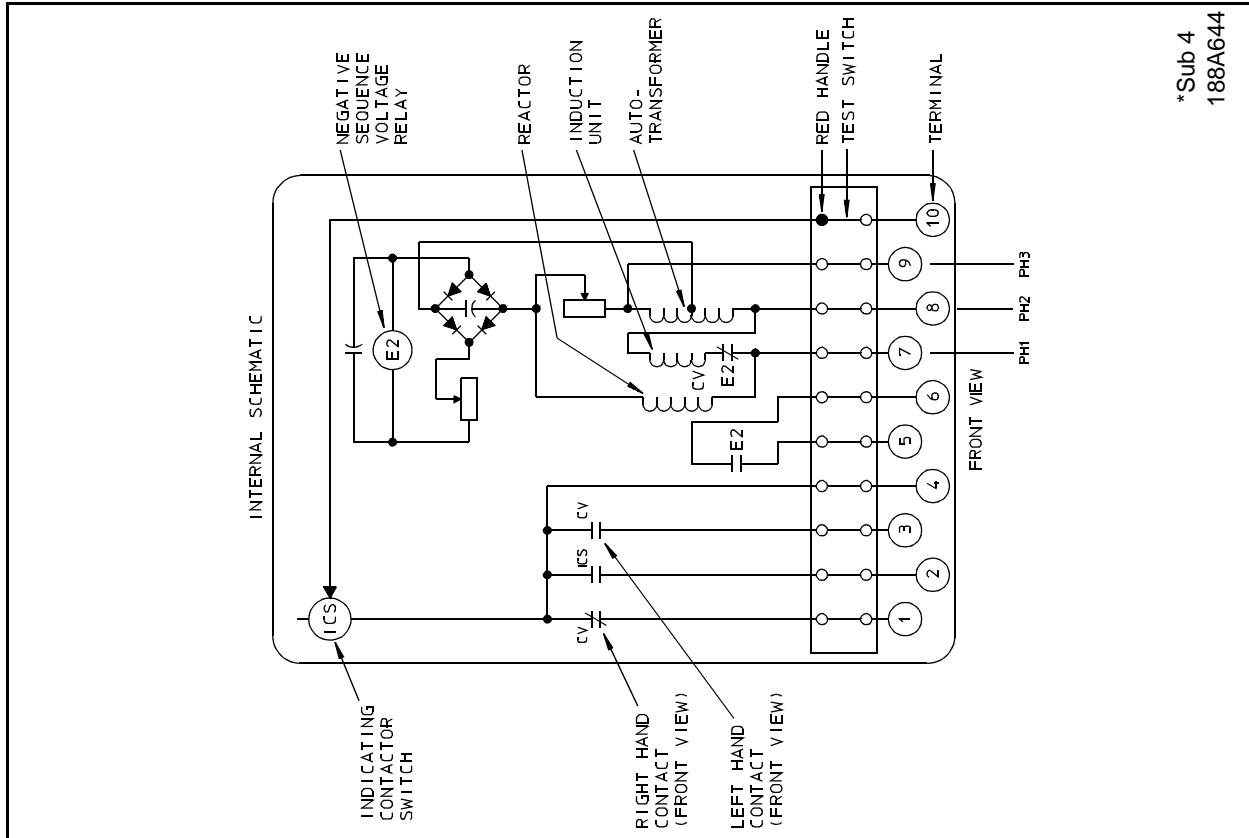 INTERNAL SCHEMATIC
NEGATIVE
SEQUENCE
VOLTAGE
RELAY
REACTOR
INDUCTION
UNIT
AUTO-
TRANSFORMER
RED HANDLE
TEST SWITCH
TERMINAL
ICS
E2
CV
ICS
CV
E2
CV
E2
1
2
3
4
5
6
7
8
9
10
PH1
PH2
PH3
FRONT VIEW
INDICATING
CONTACTOR
SWITCH
RIGHT HAND
CONTACT
(FRONT VIEW)
LEFT HAND
CONTACT
(FRONT VIEW)
*Sub 4
188A644